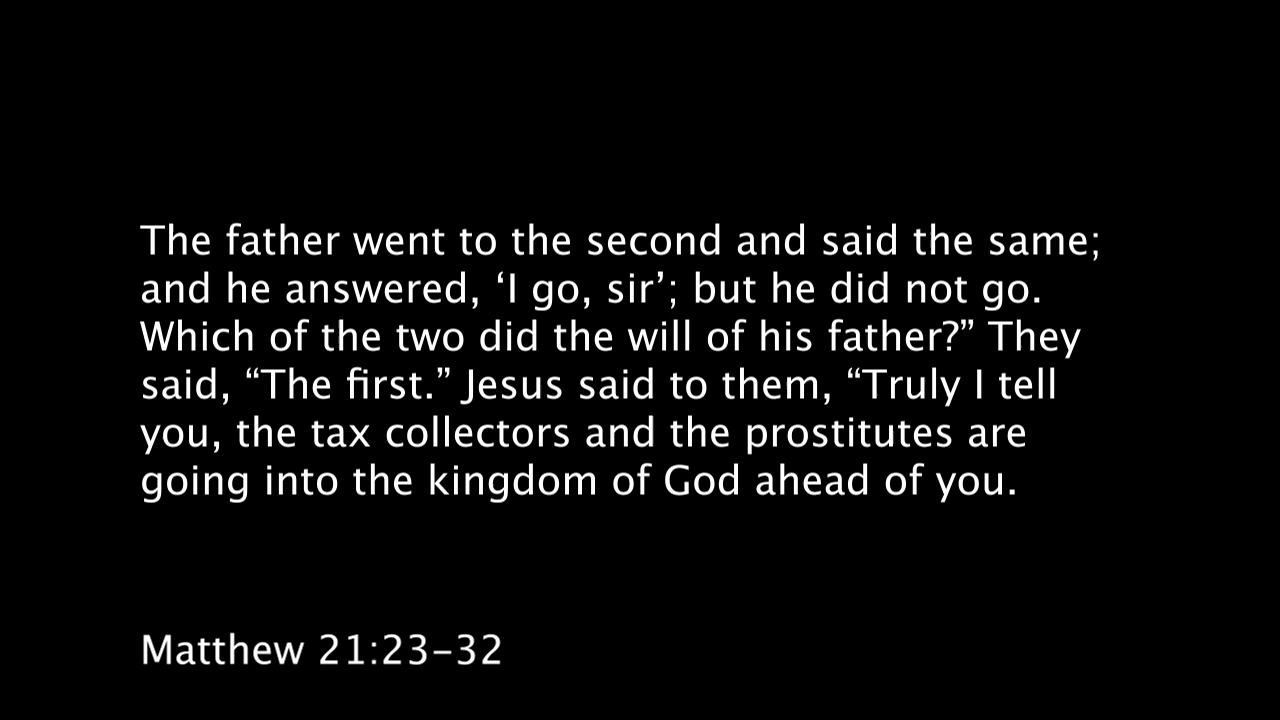 The father went to the second and said the same;
and he answered, ‘I go, sir’; but he did not go.
Which of the two did the will of his father?” They
said, “The first.” Jesus said to them, “Truly I tell
you, the tax collectors and the prostitutes are
going into the kingdom of God ahead of you.
Matthew 21:23–32